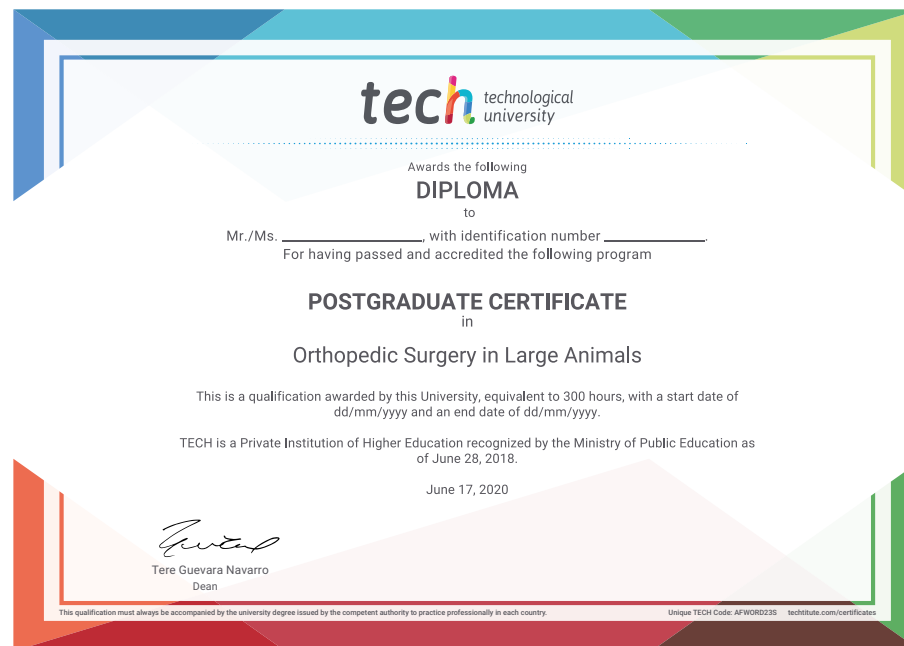 tech technological
university
Awards the following
DIPLOMA
to
Mr./Ms. ____________________, with identification number ______________.
For having passed and accredited the following program
POSTGRADUATE CERTIFICATE
in
Orthopedic Surgery in Large Animals
This is a qualification awarded by this University, equivalent to 300 hours, with a start date of
dd/mm/yyyy and an end date of dd/mm/yyyy.
TECH is a Private Institution of Higher Education recognized by the Ministry of Public Education as
of June 28, 2018.
June 17, 2020
Tere Guevara Navarro
Dean
This qualification must always be accompanied by the university degree issued by the competent authority to practice professionally in each country. Unique TECH Code: AFWORD23S techtitute.com/certificates